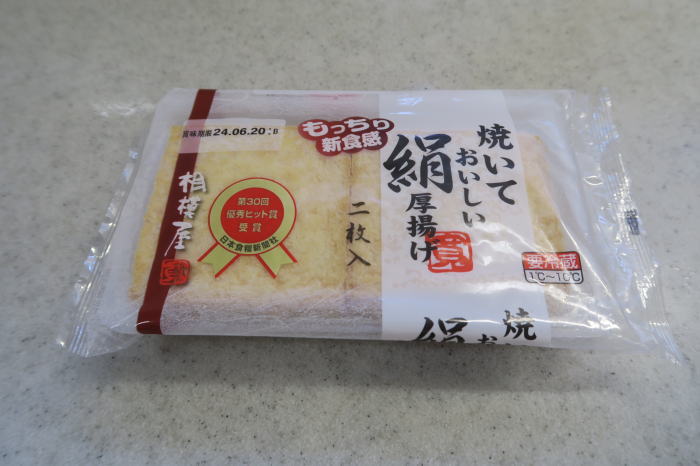 賞味期限 24.06.20 +B
もっちり
新食感
焼いて
おいしい
絹
厚揚げ
相模屋
第30回
優秀ヒット賞
受賞
日本食糧新聞社
二枚入
要冷蔵
1℃~10℃
焼
お
絹